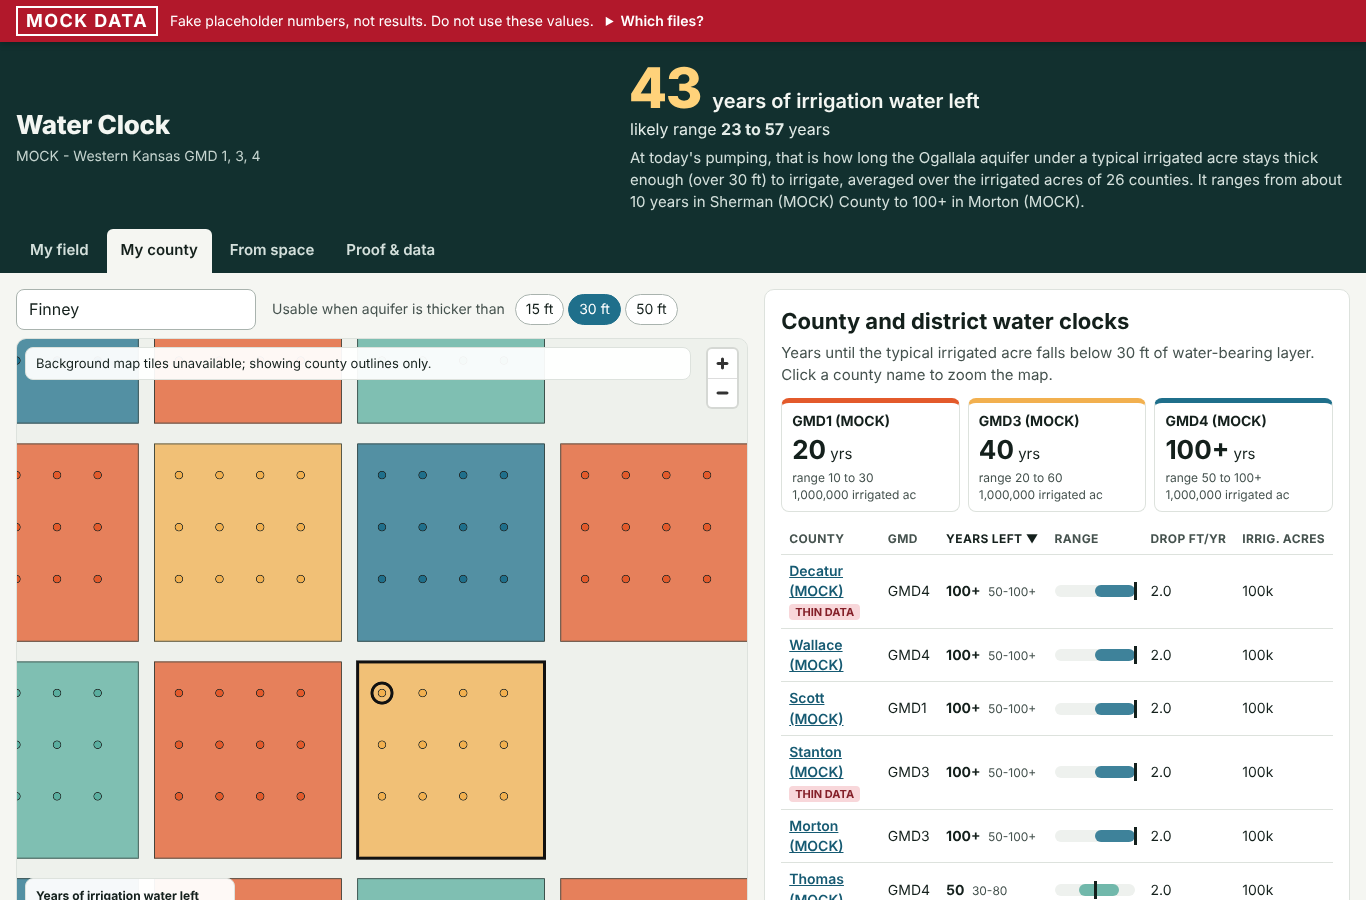 MOCK DATA Fake placeholder numbers, not results. Do not use these values. ▶ Which files?
Water Clock
MOCK - Western Kansas GMD 1, 3, 4
43 years of irrigation water left
likely range 23 to 57 years
At today's pumping, that is how long the Ogallala aquifer under a typical irrigated acre stays thick
enough (over 30 ft) to irrigate, averaged over the irrigated acres of 26 counties. It ranges from about
10 years in Sherman (MOCK) County to 100+ in Morton (MOCK).
My field My county From space Proof & data
Finney Usable when aquifer is thicker than 15 ft 30 ft 50 ft
Background map tiles unavailable; showing county outlines only.
+
−
Years of irrigation water left
County and district water clocks
Years until the typical irrigated acre falls below 30 ft of water-bearing layer.
Click a county name to zoom the map.
GMD1 (MOCK)
20 yrs
range 10 to 30
1,000,000 irrigated ac
GMD3 (MOCK)
40 yrs
range 20 to 60
1,000,000 irrigated ac
GMD4 (MOCK)
100+ yrs
range 50 to 100+
1,000,000 irrigated ac
COUNTY GMD YEARS LEFT ▼ RANGE DROP FT/YR IRRIG. ACRES
Decatur
(MOCK) GMD4 100+ 50-100+ 2.0 100k
THIN DATA
Wallace
(MOCK) GMD4 100+ 50-100+ 2.0 100k
Scott
(MOCK) GMD1 100+ 50-100+ 2.0 100k
Stanton
(MOCK) GMD3 100+ 50-100+ 2.0 100k
THIN DATA
Morton
(MOCK) GMD3 100+ 50-100+ 2.0 100k
Thomas
(MOCK) GMD4 50 30-80 2.0 100k